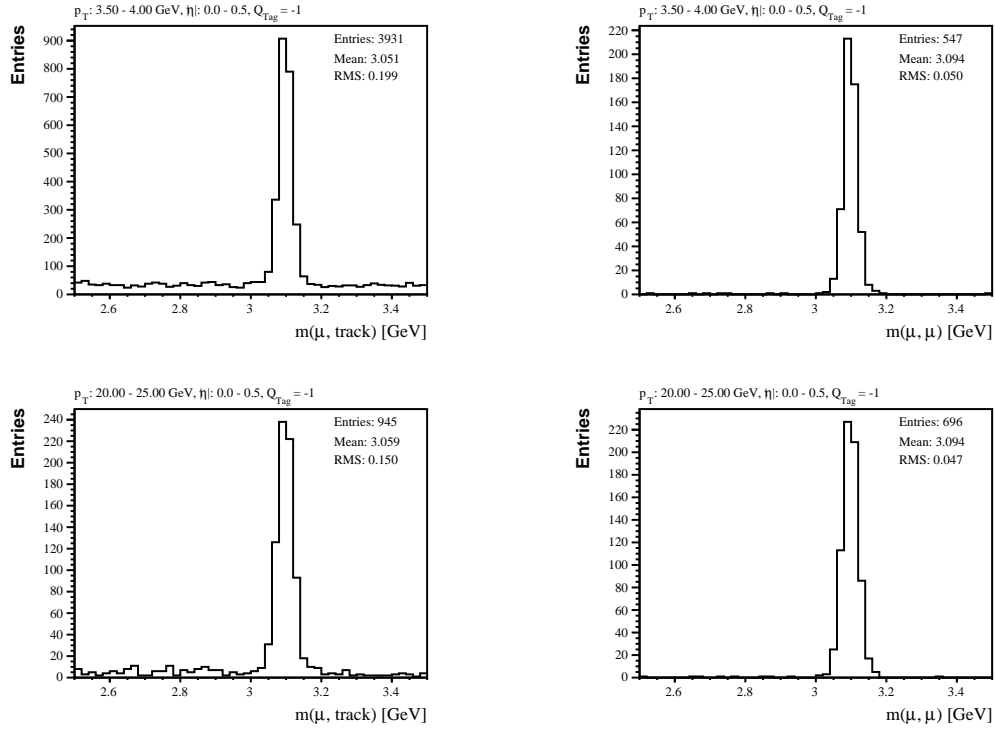 p_T: 3.50 - 4.00 GeV, |η|: 0.0 - 0.5, Q_Tag = -1
Entries
900
800
700
600
500
400
300
200
100
0
Entries: 3931
Mean: 3.051
RMS: 0.199
2.6 2.8 3 3.2 3.4
m(μ, track) [GeV]
p_T: 3.50 - 4.00 GeV, |η|: 0.0 - 0.5, Q_Tag = -1
Entries
220
200
180
160
140
120
100
80
60
40
20
0
Entries: 547
Mean: 3.094
RMS: 0.050
2.6 2.8 3 3.2 3.4
m(μ, μ) [GeV]
p_T: 20.00 - 25.00 GeV, |η|: 0.0 - 0.5, Q_Tag = -1
Entries
240
220
200
180
160
140
120
100
80
60
40
20
0
Entries: 945
Mean: 3.059
RMS: 0.150
2.6 2.8 3 3.2 3.4
m(μ, track) [GeV]
p_T: 20.00 - 25.00 GeV, |η|: 0.0 - 0.5, Q_Tag = -1
Entries
220
200
180
160
140
120
100
80
60
40
20
0
Entries: 696
Mean: 3.094
RMS: 0.047
2.6 2.8 3 3.2 3.4
m(μ, μ) [GeV]